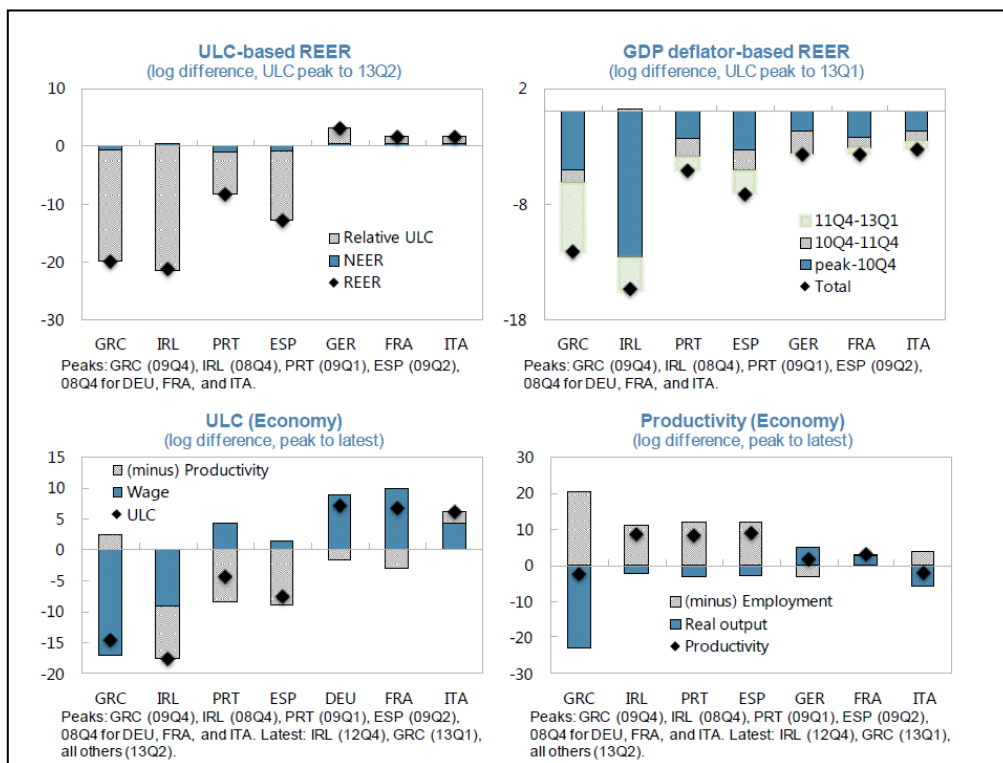 ULC-based REER
(log difference, ULC peak to 13Q2)
10
0
-10
-20
-30
Relative ULC
NEER
REER
GRC IRL PRT ESP GER FRA ITA
Peaks: GRC (09Q4), IRL (08Q4), PRT (09Q1), ESP (09Q2),
08Q4 for DEU, FRA, and ITA.
GDP deflator-based REER
(log difference, ULC peak to 13Q1)
2
-8
-18
11Q4-13Q1
10Q4-11Q4
peak-10Q4
Total
GRC IRL PRT ESP GER FRA ITA
Peaks: GRC (09Q4), IRL (08Q4), PRT (09Q1), ESP (09Q2),
08Q4 for DEU, FRA, and ITA.
ULC (Economy)
(log difference, peak to latest)
15
10
5
0
-5
-10
-15
-20
(minus) Productivity
Wage
ULC
GRC IRL PRT ESP DEU FRA ITA
Peaks: GRC (09Q4), IRL (08Q4), PRT (09Q1), ESP (09Q2),
08Q4 for DEU, FRA, and ITA. Latest: IRL (12Q4), GRC (13Q1),
all others (13Q2).
Productivity (Economy)
(log difference, peak to latest)
30
20
10
0
-10
-20
-30
(minus) Employment
Real output
Productivity
GRC IRL PRT ESP GER FRA ITA
Peaks: GRC (09Q4), IRL (08Q4), PRT (09Q1), ESP (09Q2),
08Q4 for DEU, FRA, and ITA. Latest: IRL (12Q4), GRC (13Q1),
all others (13Q2).